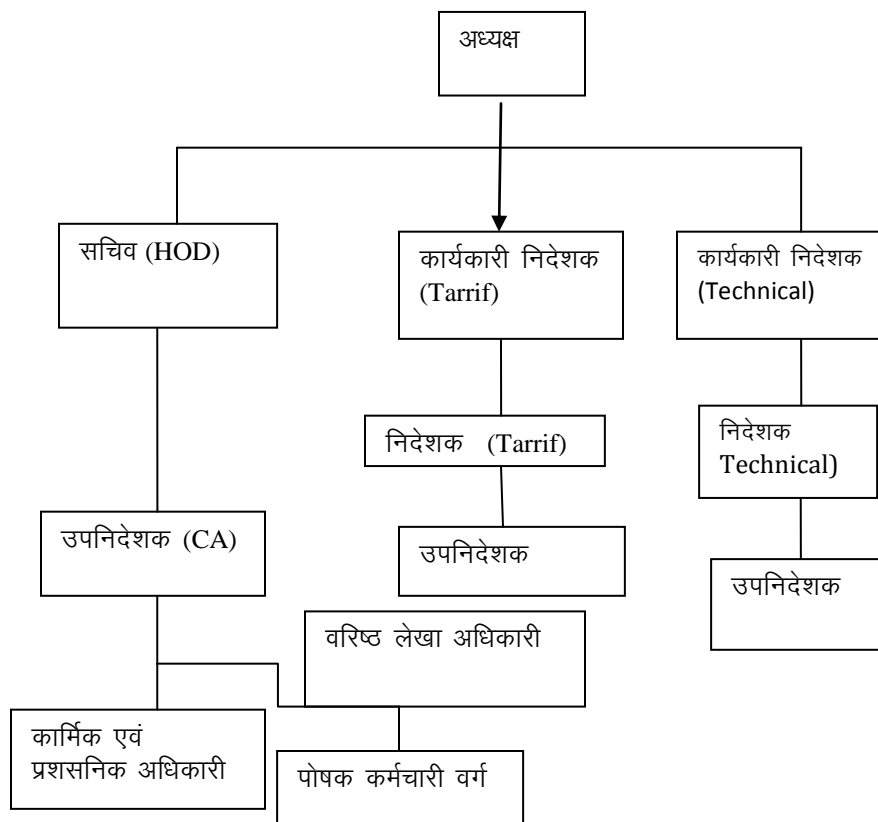 अध्यक्ष
सचिव (HOD)
कार्यकारी निदेशक
(Tarrif)
कार्यकारी निदेशक
(Technical)
निदेशक (Tarrif)
निदेशक
Technical)
उपनिदेशक (CA)
उपनिदेशक
उपनिदेशक
वरिष्ठ लेखा अधिकारी
कार्मिक एवं
प्रशसनिक अधिकारी
पोषक कर्मचारी वर्ग